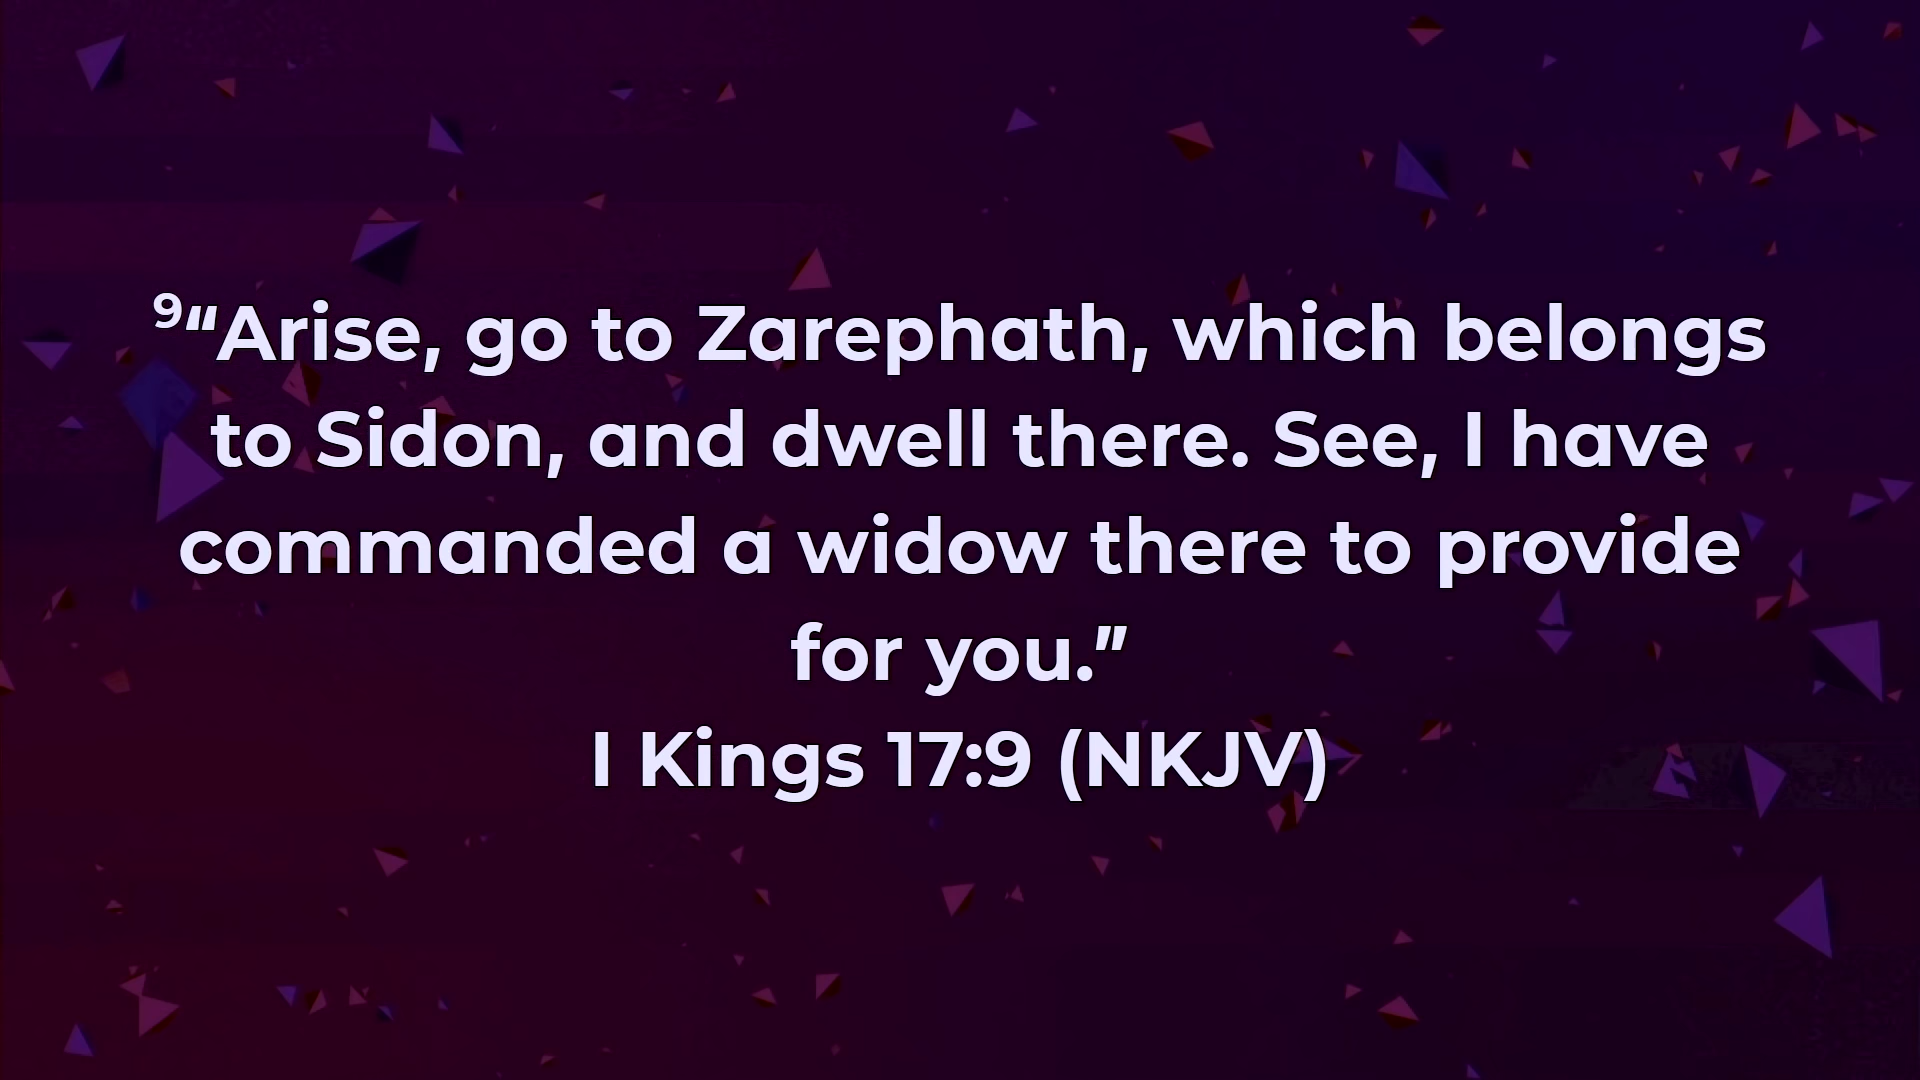 ⁹“Arise, go to Zarephath, which belongs
to Sidon, and dwell there. See, I have
commanded a widow there to provide
for you.”
I Kings 17:9 (NKJV)